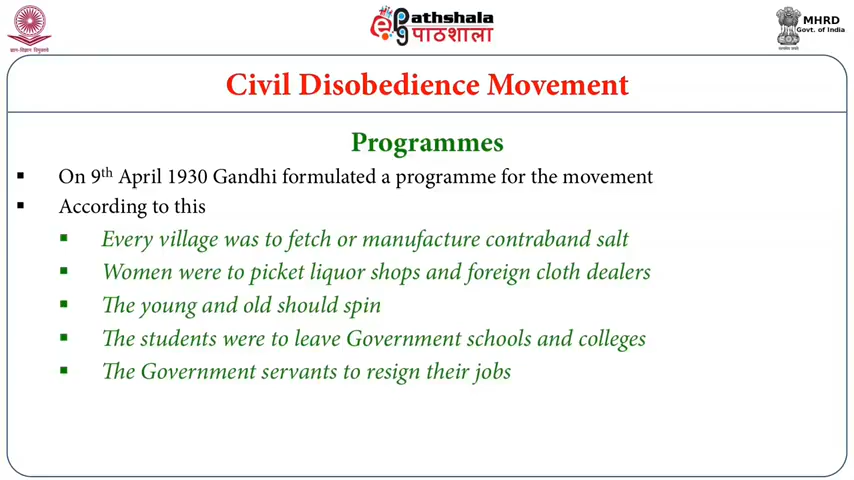 ePathshala
pg पाठशाला
MHRD
Govt. of India
Civil Disobedience Movement
Programmes
On 9th April 1930 Gandhi formulated a programme for the movement
According to this
Every village was to fetch or manufacture contraband salt
Women were to picket liquor shops and foreign cloth dealers
The young and old should spin
The students were to leave Government schools and colleges
The Government servants to resign their jobs